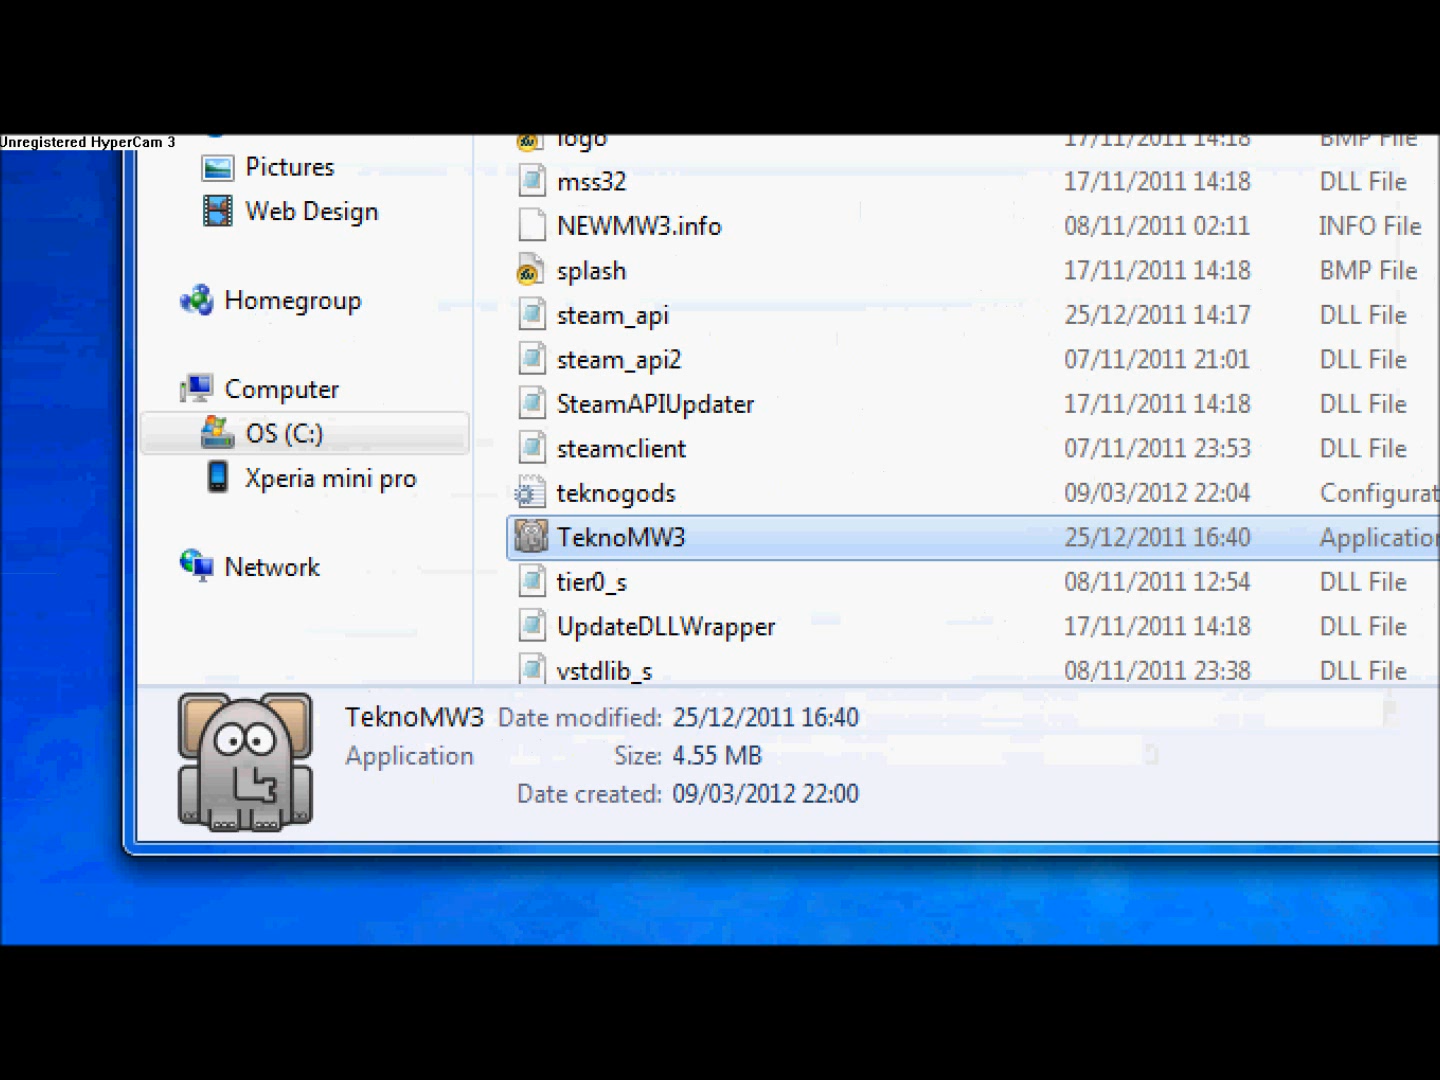 Unregistered HyperCam 3
logo 17/11/2011 14:18 BMP File
Pictures
mss32 17/11/2011 14:18 DLL File
Web Design
NEWMW3.info 08/11/2011 02:11 INFO File
splash 17/11/2011 14:18 BMP File
Homegroup
steam_api 25/12/2011 14:17 DLL File
steam_api2 07/11/2011 21:01 DLL File
Computer
SteamAPIUpdater 17/11/2011 14:18 DLL File
OS (C:)
steamclient 07/11/2011 23:53 DLL File
Xperia mini pro
teknogods 09/03/2012 22:04 Configurat
TeknoMW3 25/12/2011 16:40 Application
Network
tier0_s 08/11/2011 12:54 DLL File
UpdateDLLWrapper 17/11/2011 14:18 DLL File
vstdlib_s 08/11/2011 23:38 DLL File
TeknoMW3 Date modified: 25/12/2011 16:40
Application Size: 4.55 MB
Date created: 09/03/2012 22:00